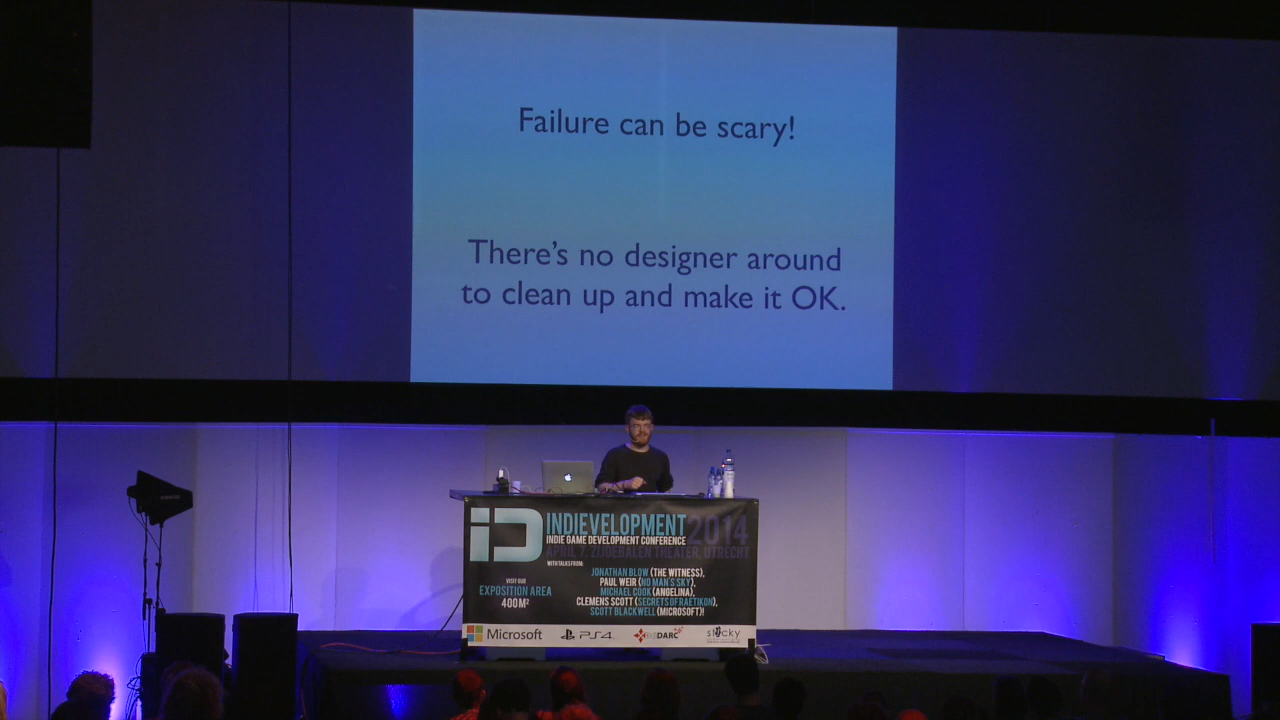 Failure can be scary!
There's no designer around
to clean up and make it OK.
iD
INDIEVELOPMENT 2014
INDIE GAME DEVELOPMENT CONFERENCE
APRIL 7, ZIJDEBALEN THEATER, UTRECHT
WITH TALKS FROM:
JONATHAN BLOW (THE WITNESS),
PAUL WEIR (NO MAN'S SKY),
MICHAEL COOK (ANGELINA),
CLEMENS SCOTT (SECRETS OF RAETIKON),
SCOTT BLACKWELL (MICROSOFT)!
VISIT OUR
EXPOSITION AREA
400M²
Microsoft
PS4
DARC